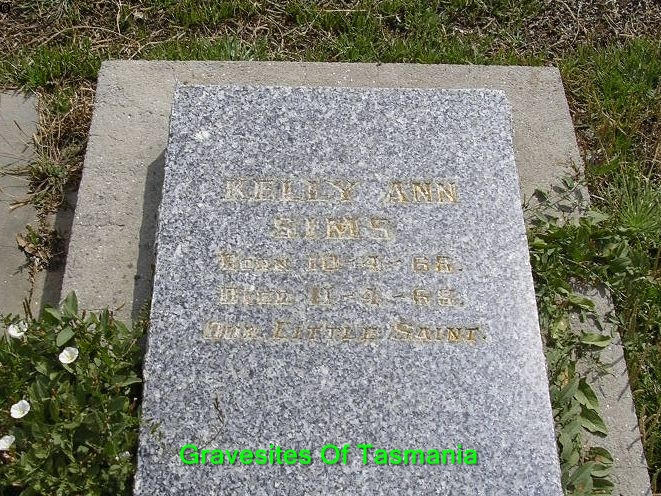 KELLY ANN
SIMS
BORN 10-4-68.
DIED 11-4-68.
OUR LITTLE SAINT.
Gravesites Of Tasmania